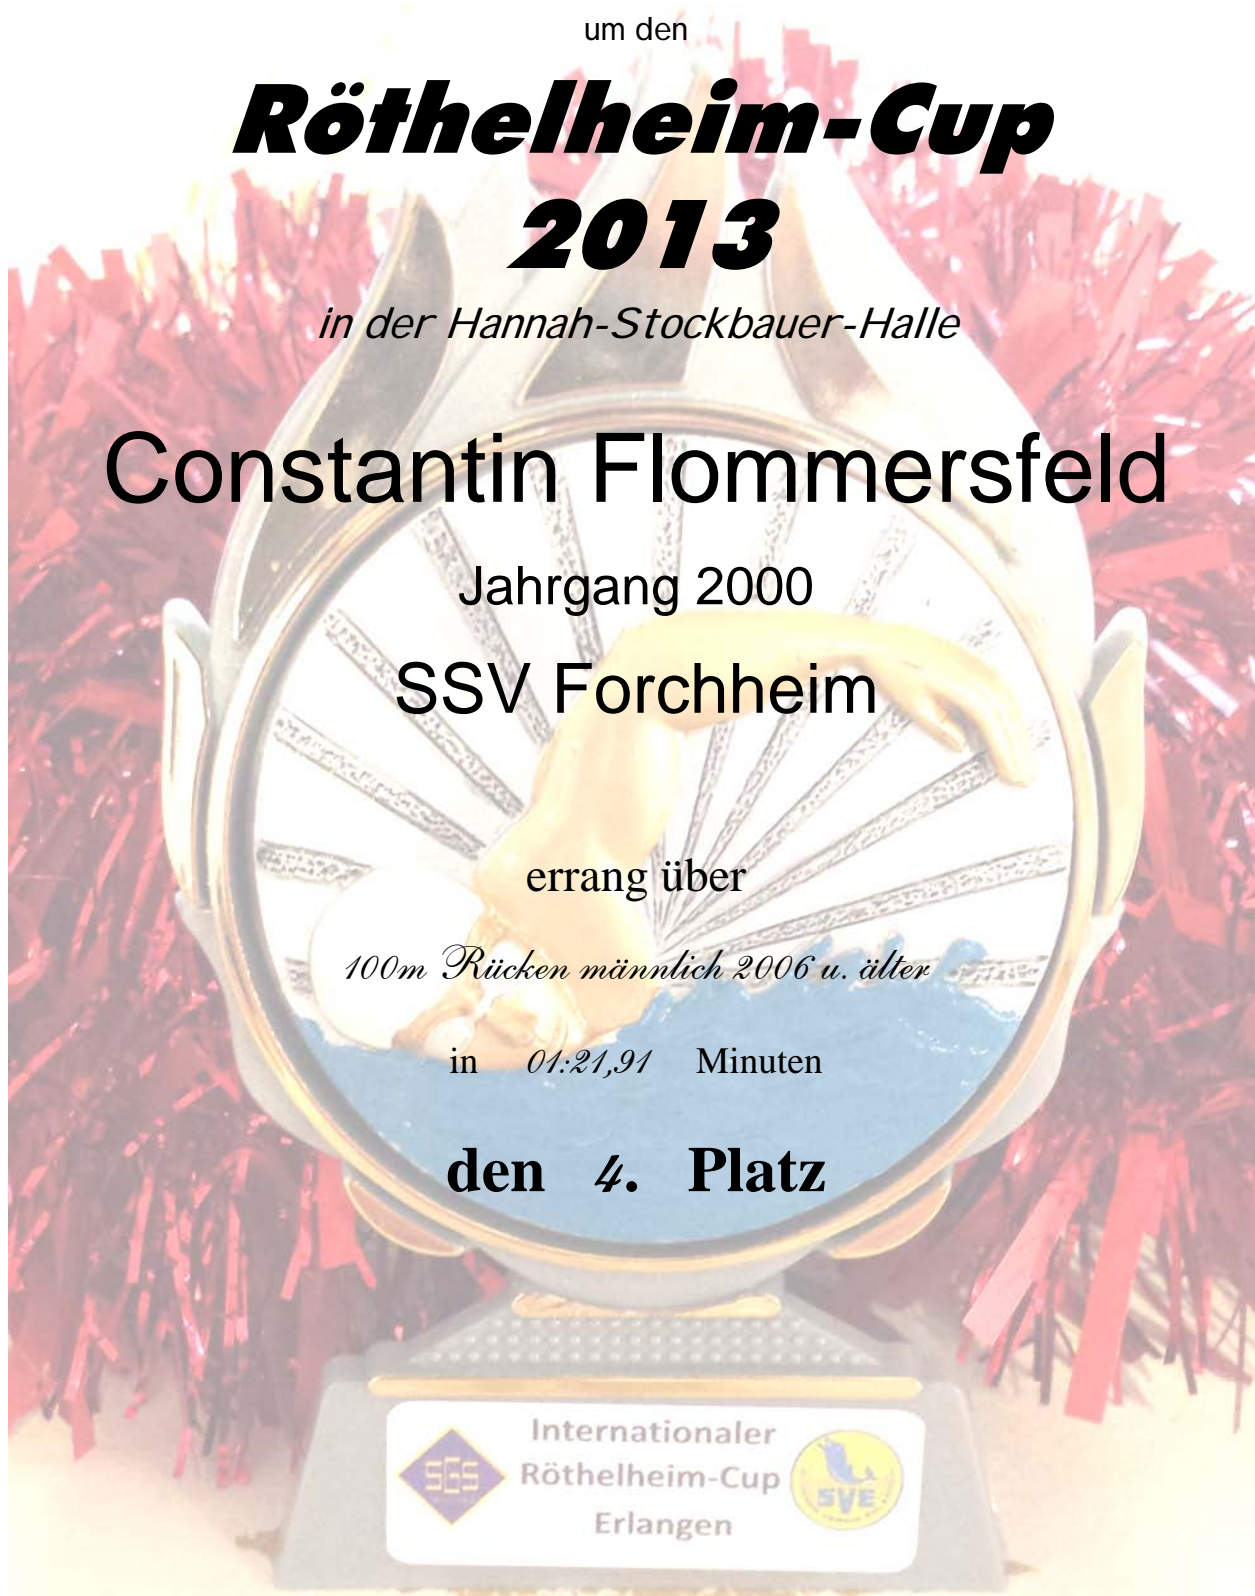 um den
Röthelheim-Cup
2013
in der Hannah-Stockbauer-Halle
Constantin Flommersfeld
Jahrgang 2000
SSV Forchheim
errang über
100m Rücken männlich 2006 u. älter
in 01:21,91 Minuten
den 4. Platz
Internationaler
SGS Röthelheim-Cup
SVE
Erlangen